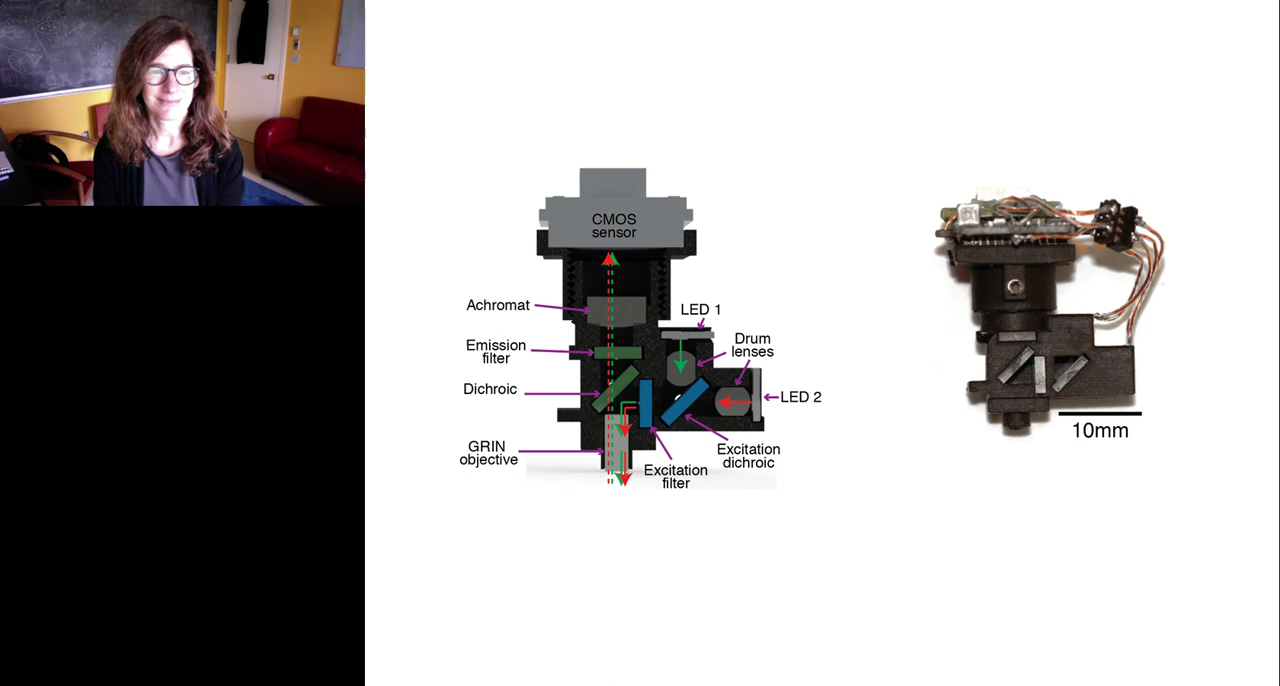 CMOS
sensor
Achromat
LED 1
Emission
filter
Drum
lenses
Dichroic
LED 2
GRIN
objective
Excitation
dichroic
Excitation
filter
10mm